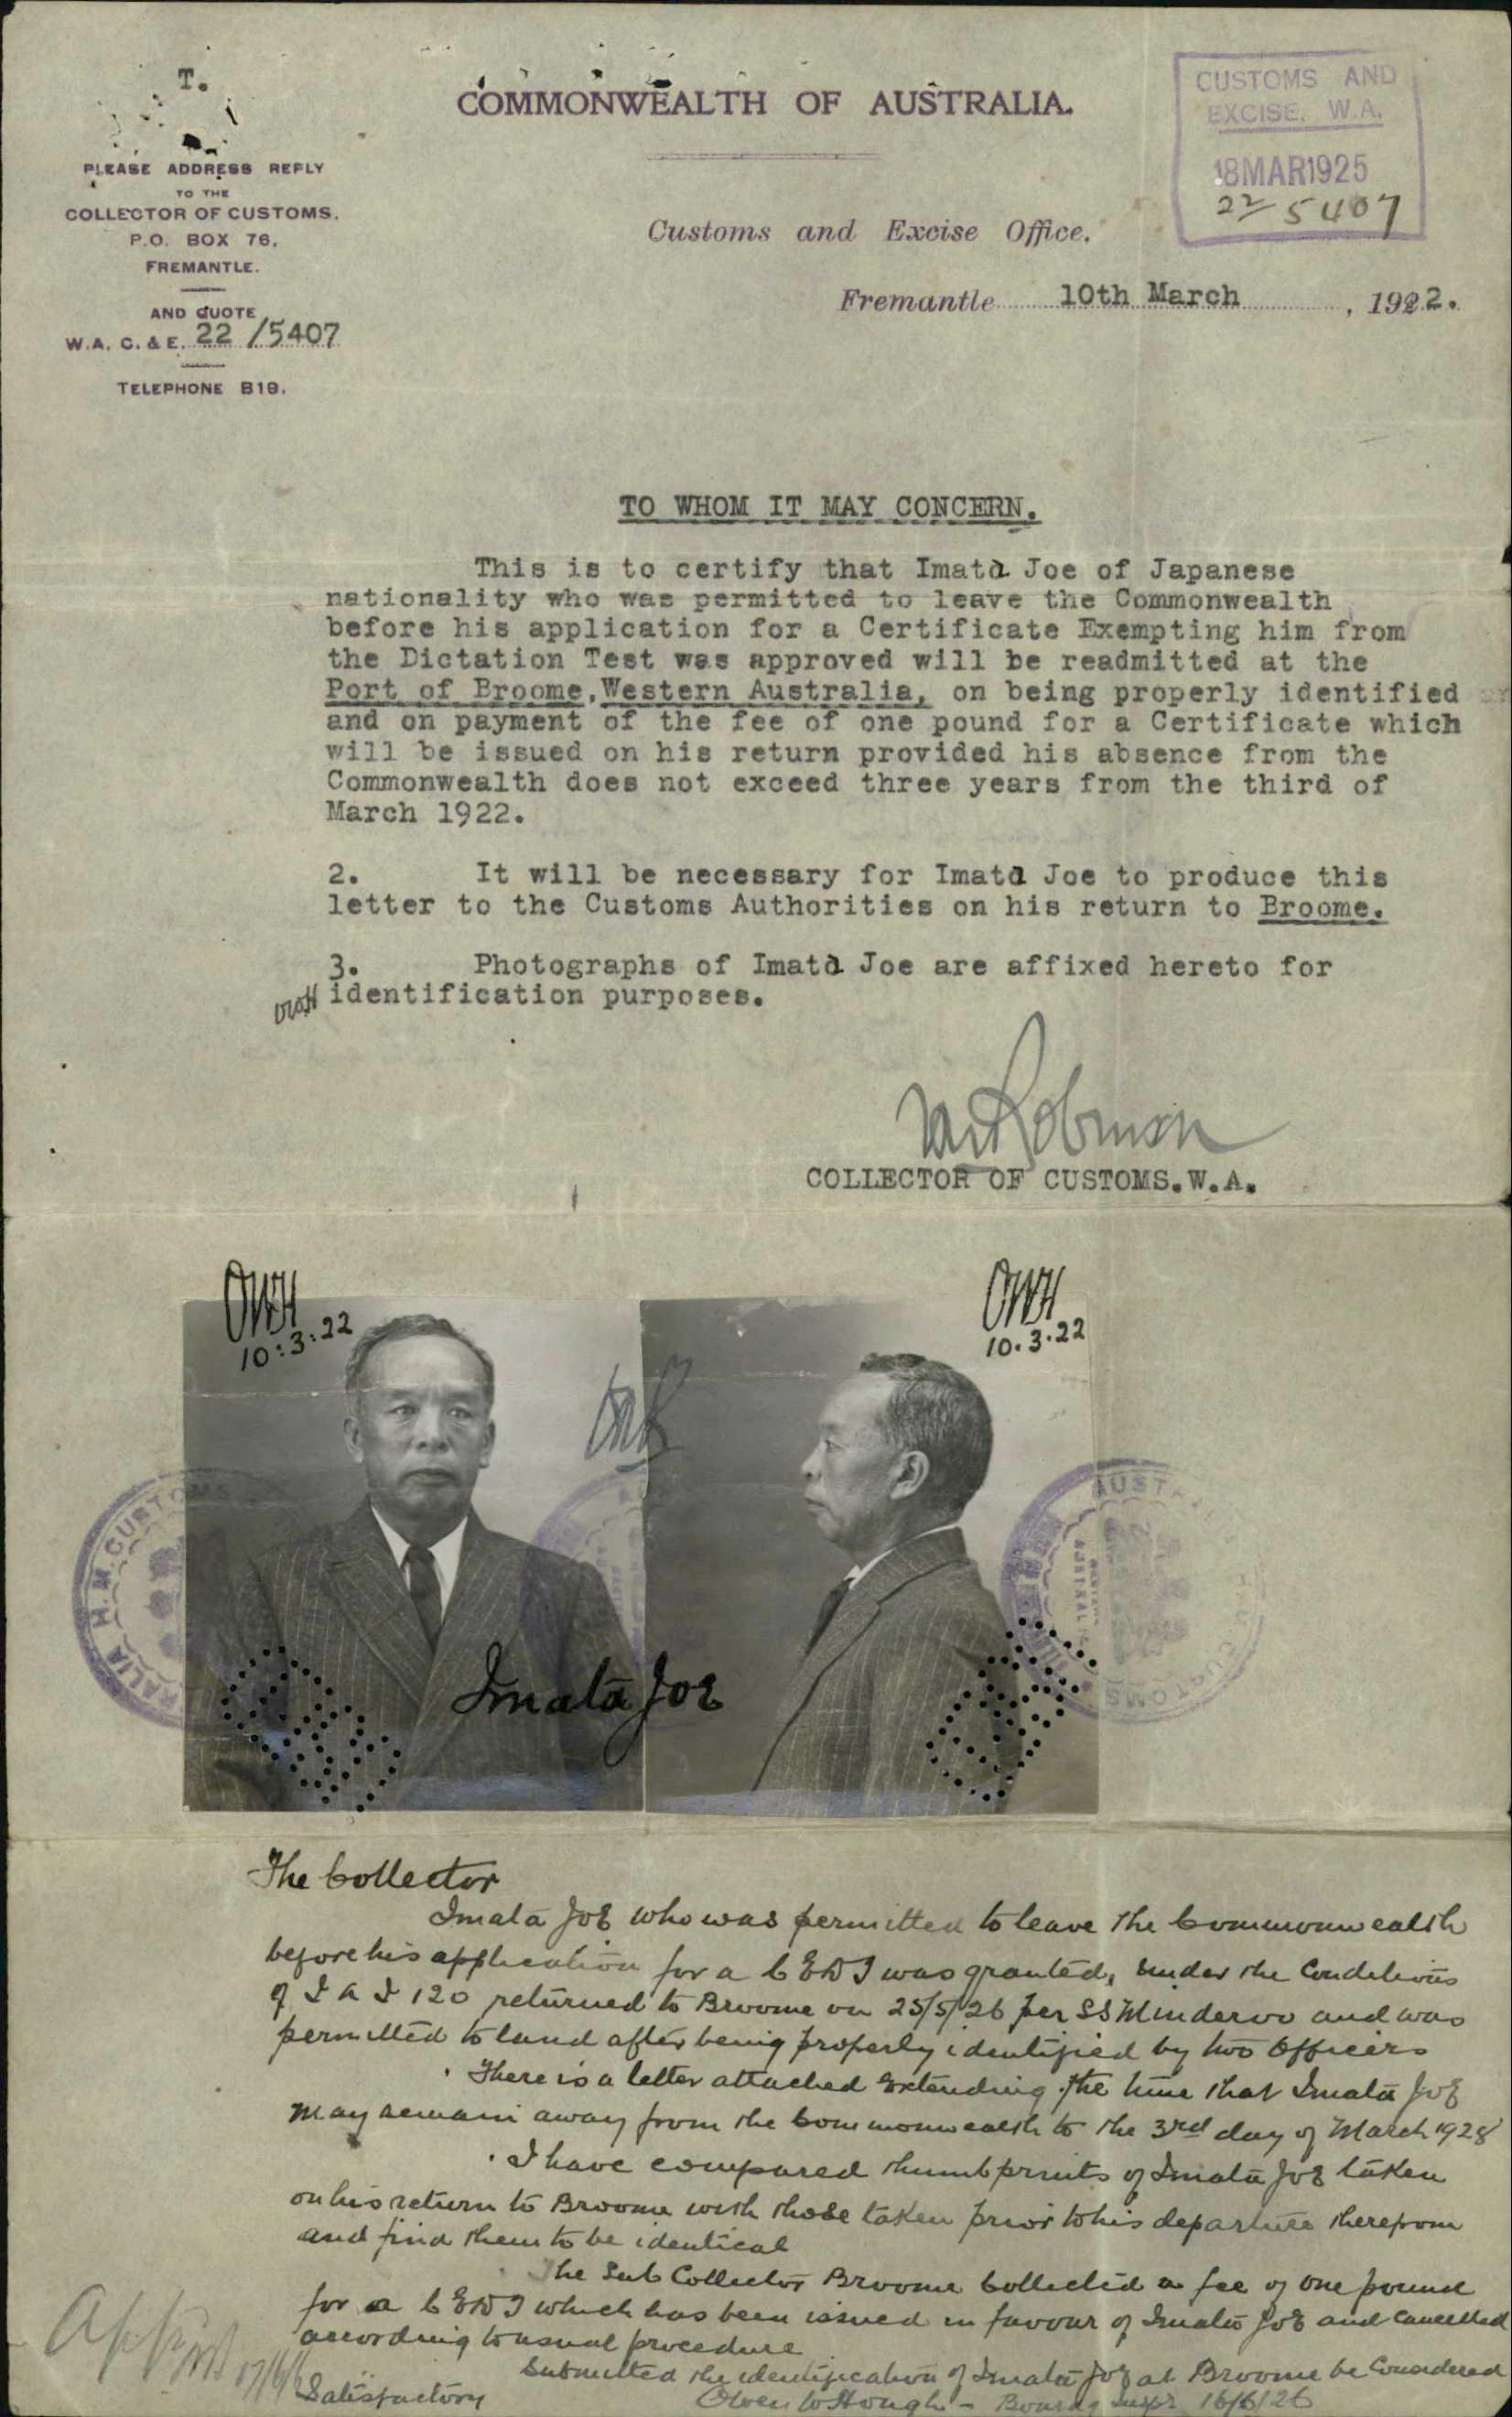 T.
COMMONWEALTH OF AUSTRALIA.
CUSTOMS AND
EXCISE, W.A.
18MAR1925
22/5407
PLEASE ADDRESS REPLY
TO THE
COLLECTOR OF CUSTOMS.
P.O. BOX 76,
FREMANTLE.
AND QUOTE
W.A. C. & E. 22/5407
TELEPHONE B19.
Customs and Excise Office.
Fremantle 10th March, 1922.
TO WHOM IT MAY CONCERN.
This is to certify that Imata Joe of Japanese
nationality who was permitted to leave the Commonwealth
before his application for a Certificate Exempting him from
the Dictation Test was approved will be readmitted at the
Port of Broome, Western Australia, on being properly identified
and on payment of the fee of one pound for a Certificate which
will be issued on his return provided his absence from the
Commonwealth does not exceed three years from the third of
March 1922.
2. It will be necessary for Imata Joe to produce this
letter to the Customs Authorities on his return to Broome.
3. Photographs of Imata Joe are affixed hereto for
OWH identification purposes.
COLLECTOR OF CUSTOMS.W.A.
OWH
10:3:22
OWH
10.3.22
H.M. CUSTOMS
AUSTRALIA
CUSTOMS
Imata Joe
The Collector
Imata Joe who was permitted to leave the Commonwealth
before his application for a CEDT was granted, under the Conditions
of I & I 120 returned to Broome on 25/5/26 per SS Minderoo and was
permitted to land after being properly identified by two Officers
There is a letter attached extending the time that Imata Joe
may remain away from the Commonwealth to the 3rd day of March 1928
I have compared thumbprints of Imata Joe taken
on his return to Broome with those taken prior to his departure therefrom
and find them to be identical
The Sub Collector Broome Collected a fee of one pound
for a CEDT which has been issued in favour of Imata Joe and cancelled
according to usual procedure
Submitted the identification of Imata Joe at Broome be Considered
Satisfactory
Owen W Hough - Boardg Inspr 16/6/26